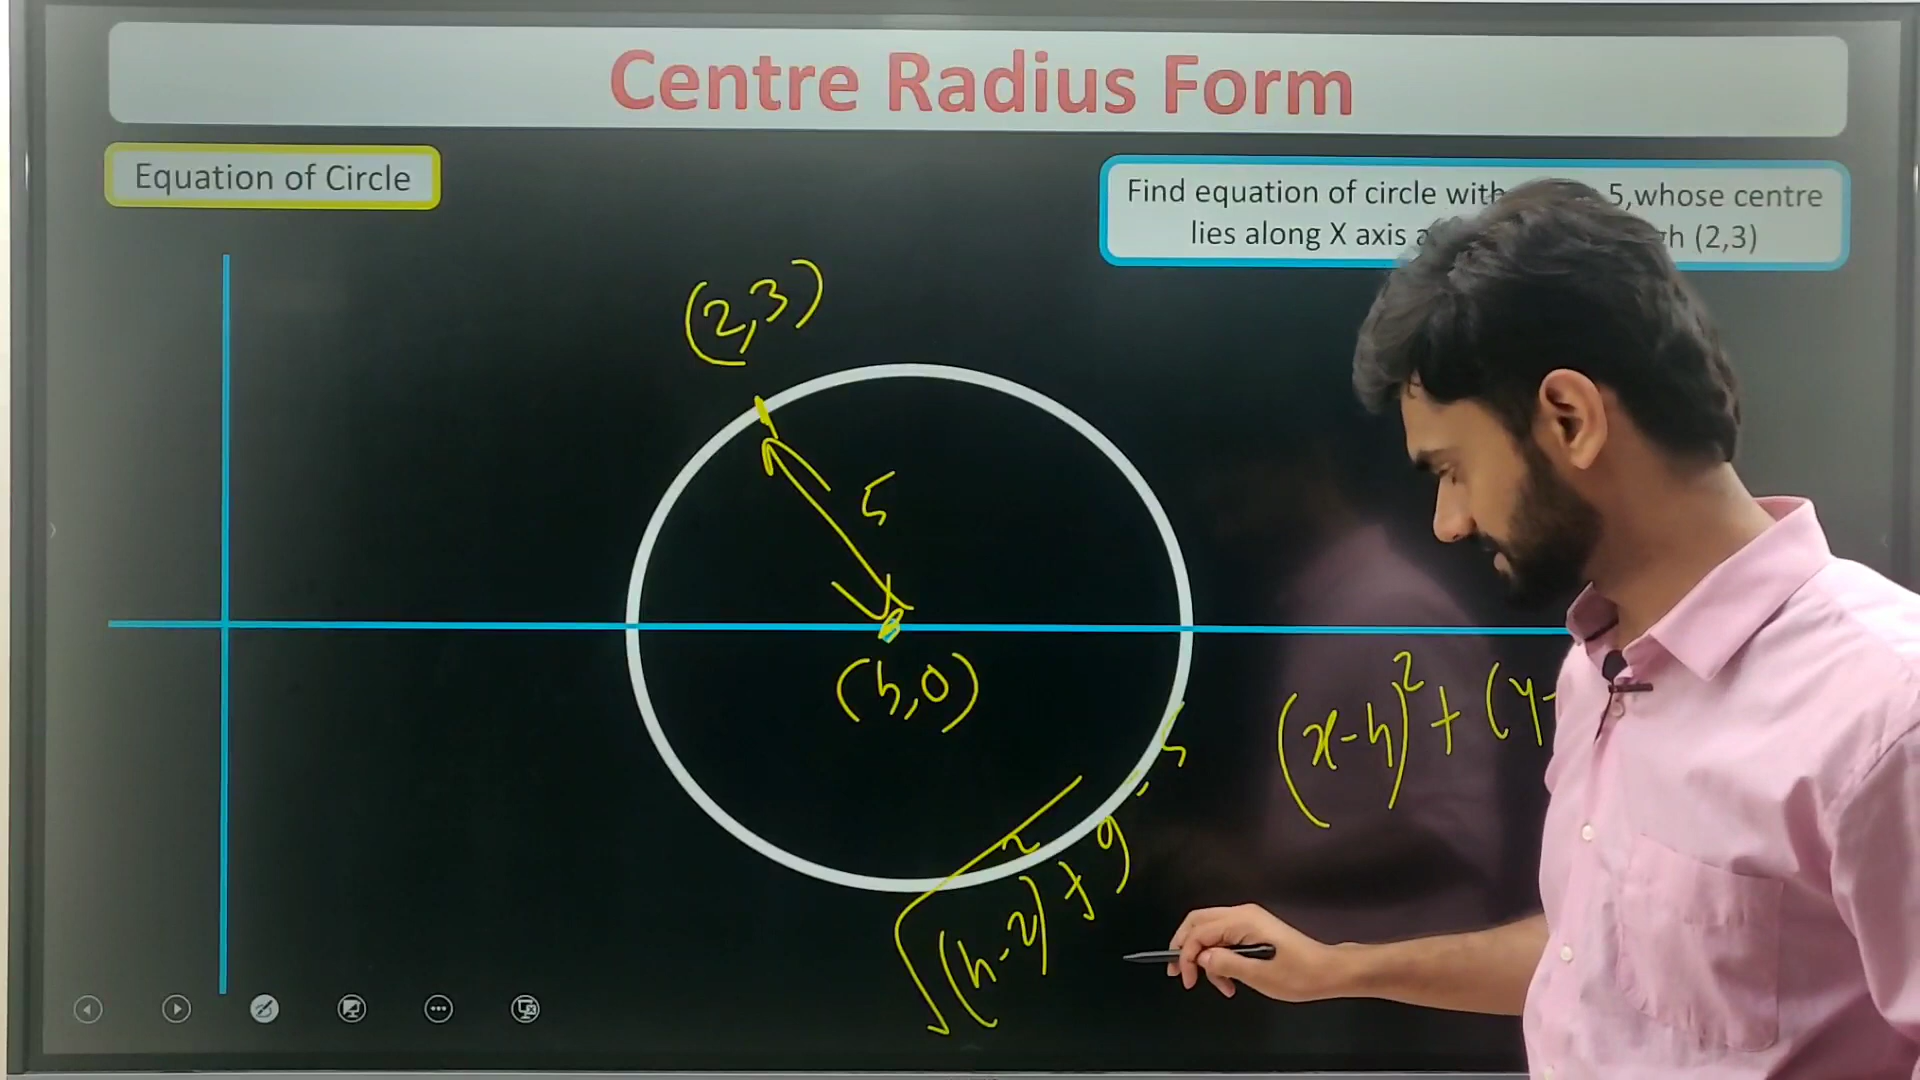 Centre Radius Form
Equation of Circle
Find equation of circle with 5,whose centre
lies along X axis (2,3)
(2,3)
5
(h,0)
(x-h)² + (y-
√(h-2)² + 9 = 5